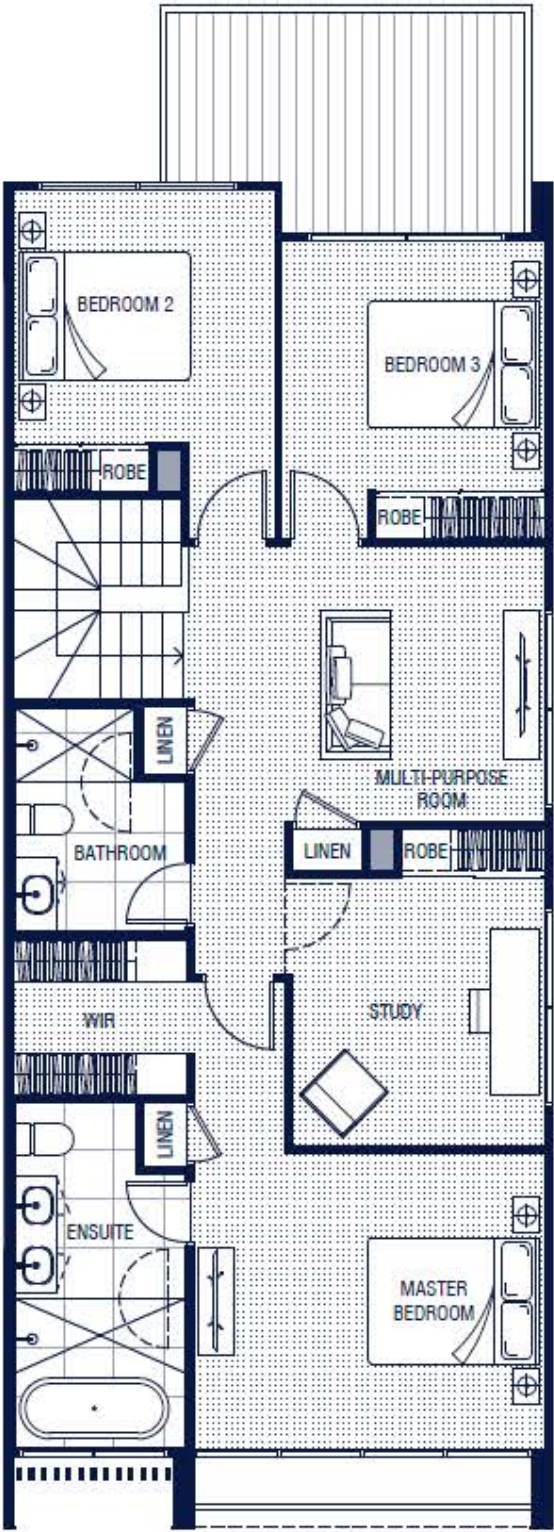 BEDROOM 2
BEDROOM 3
ROBE
ROBE
LINEN
MULTI-PURPOSE
ROOM
BATHROOM
LINEN
ROBE
WIR
STUDY
LINEN
ENSUITE
MASTER
BEDROOM